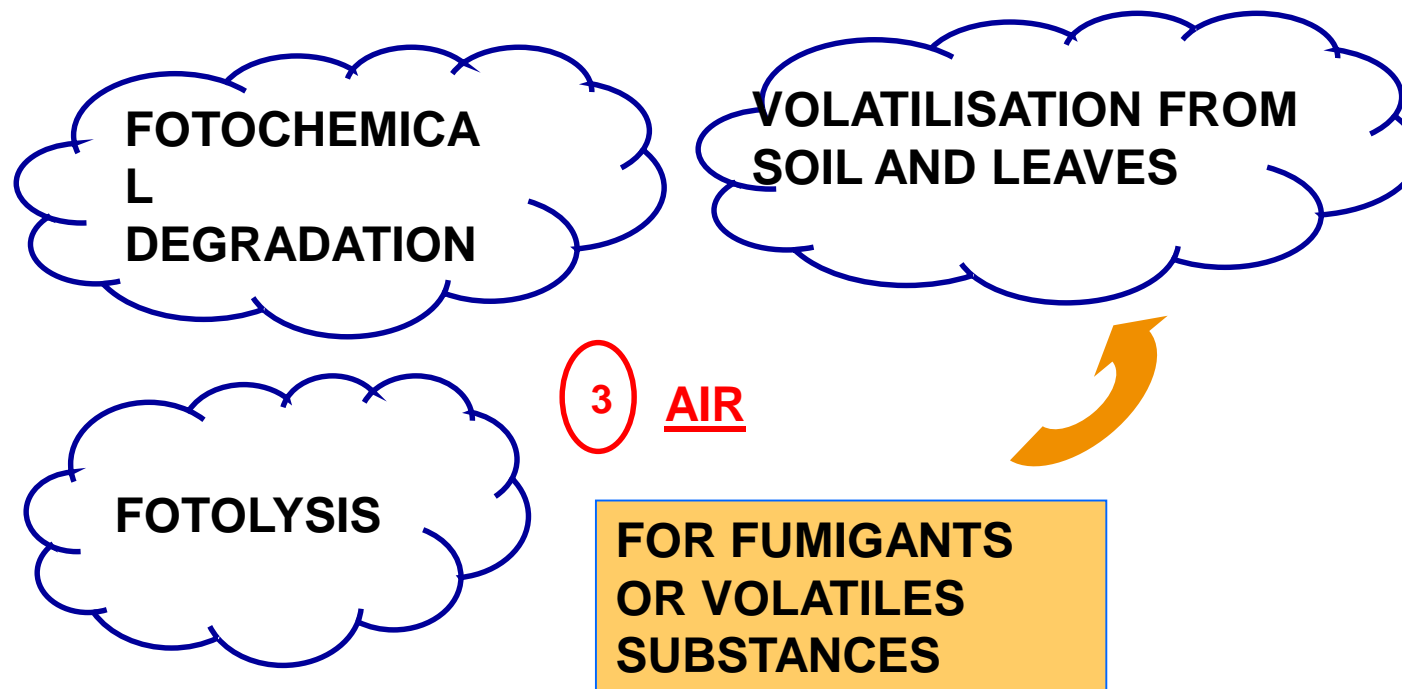 FOTOCHEMICA
L
DEGRADATION
VOLATILISATION FROM
SOIL AND LEAVES
3
AIR
FOTOLYSIS
FOR FUMIGANTS
OR VOLATILES
SUBSTANCES